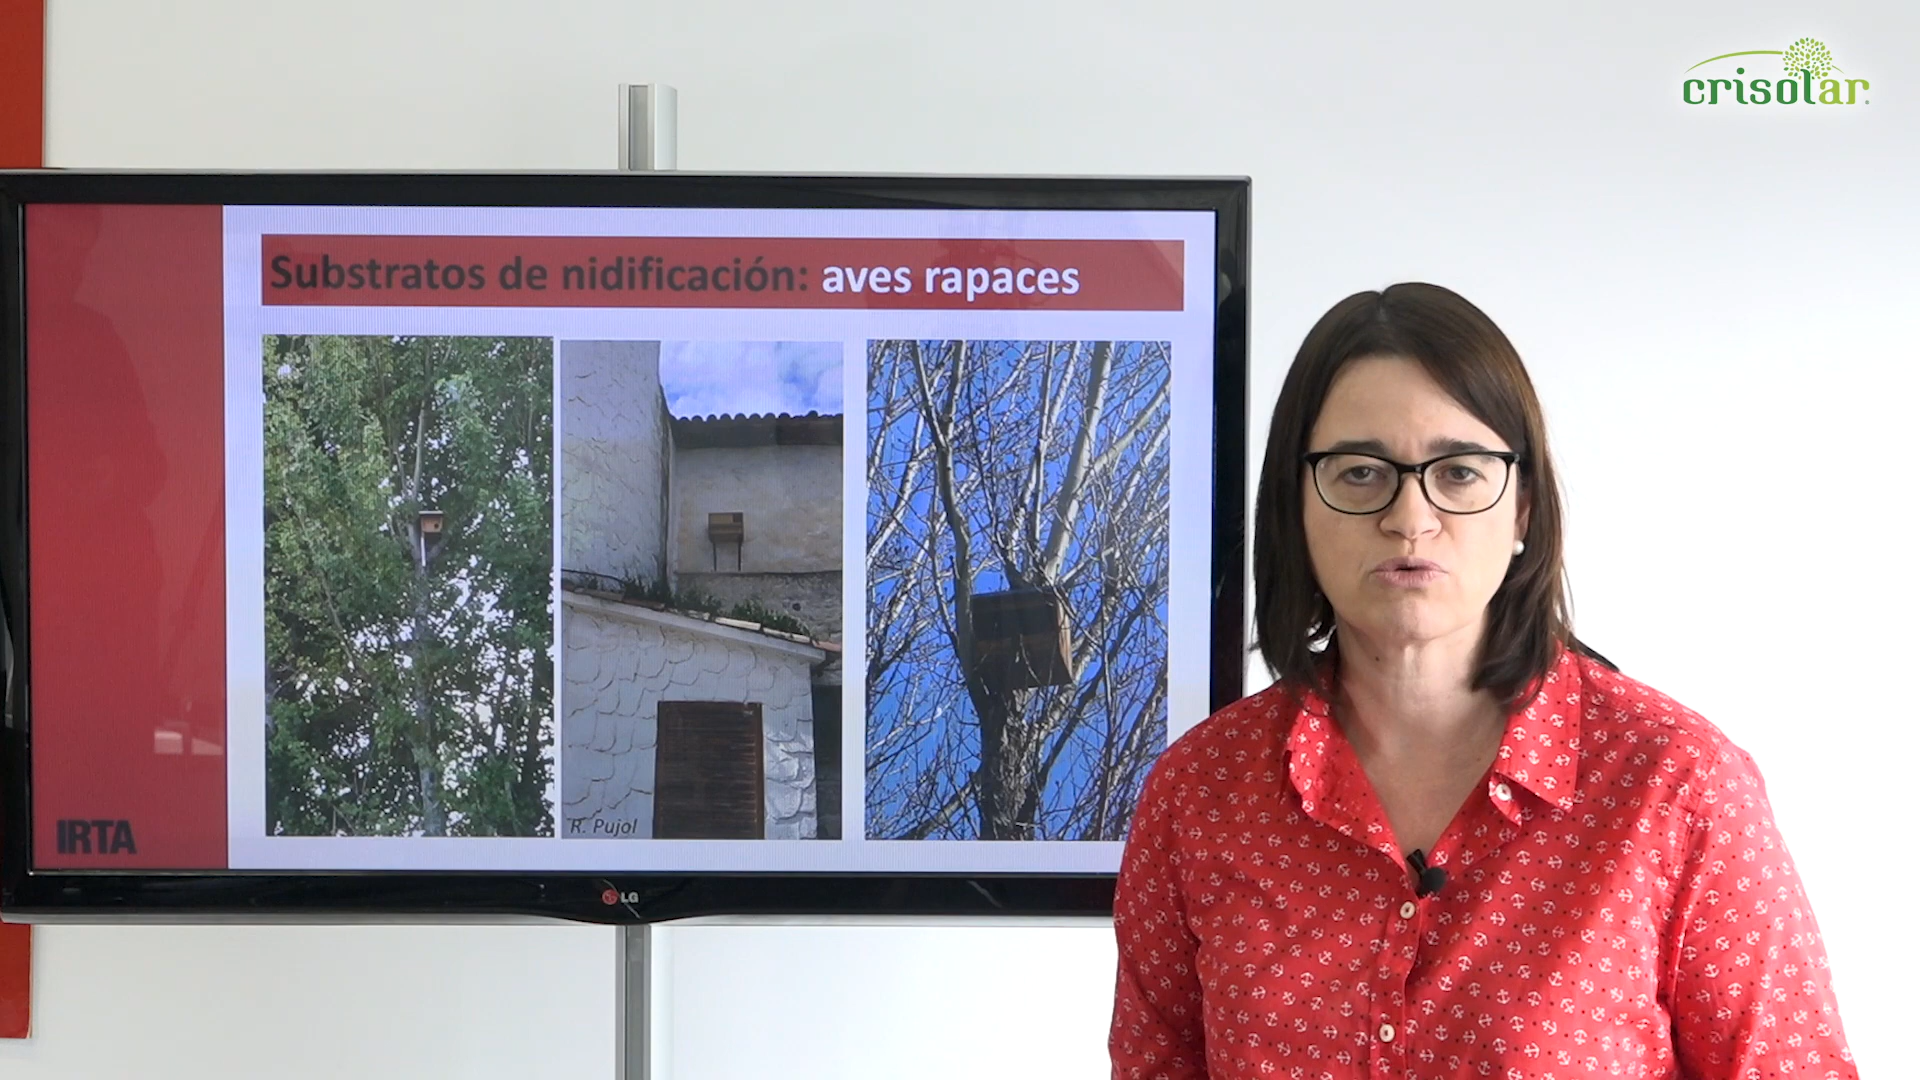 crisolar
Substratos de nidificación: aves rapaces
R. Pujol
IRTA
LG